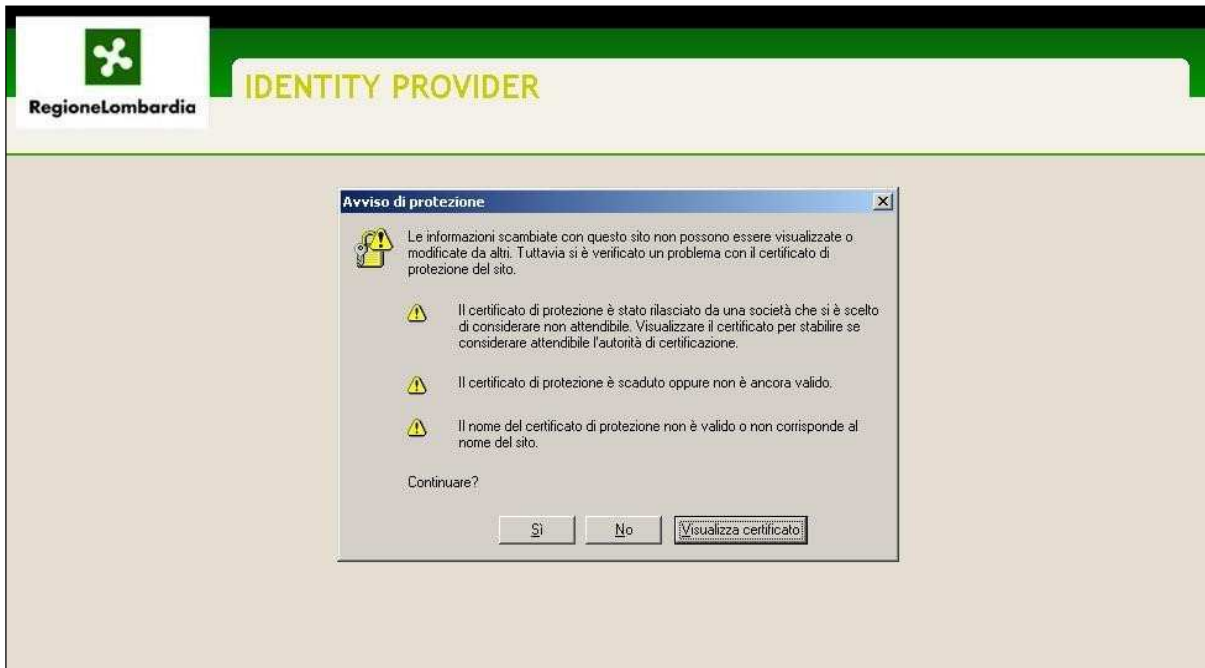 RegioneLombardia
IDENTITY PROVIDER
Avviso di protezione
Le informazioni scambiate con questo sito non possono essere visualizzate o
modificate da altri. Tuttavia si è verificato un problema con il certificato di
protezione del sito.
Il certificato di protezione è stato rilasciato da una società che si è scelto
di considerare non attendibile. Visualizzare il certificato per stabilire se
considerare attendibile l'autorità di certificazione.
Il certificato di protezione è scaduto oppure non è ancora valido.
Il nome del certificato di protezione non è valido o non corrisponde al
nome del sito.
Continuare?
Sì No Visualizza certificato